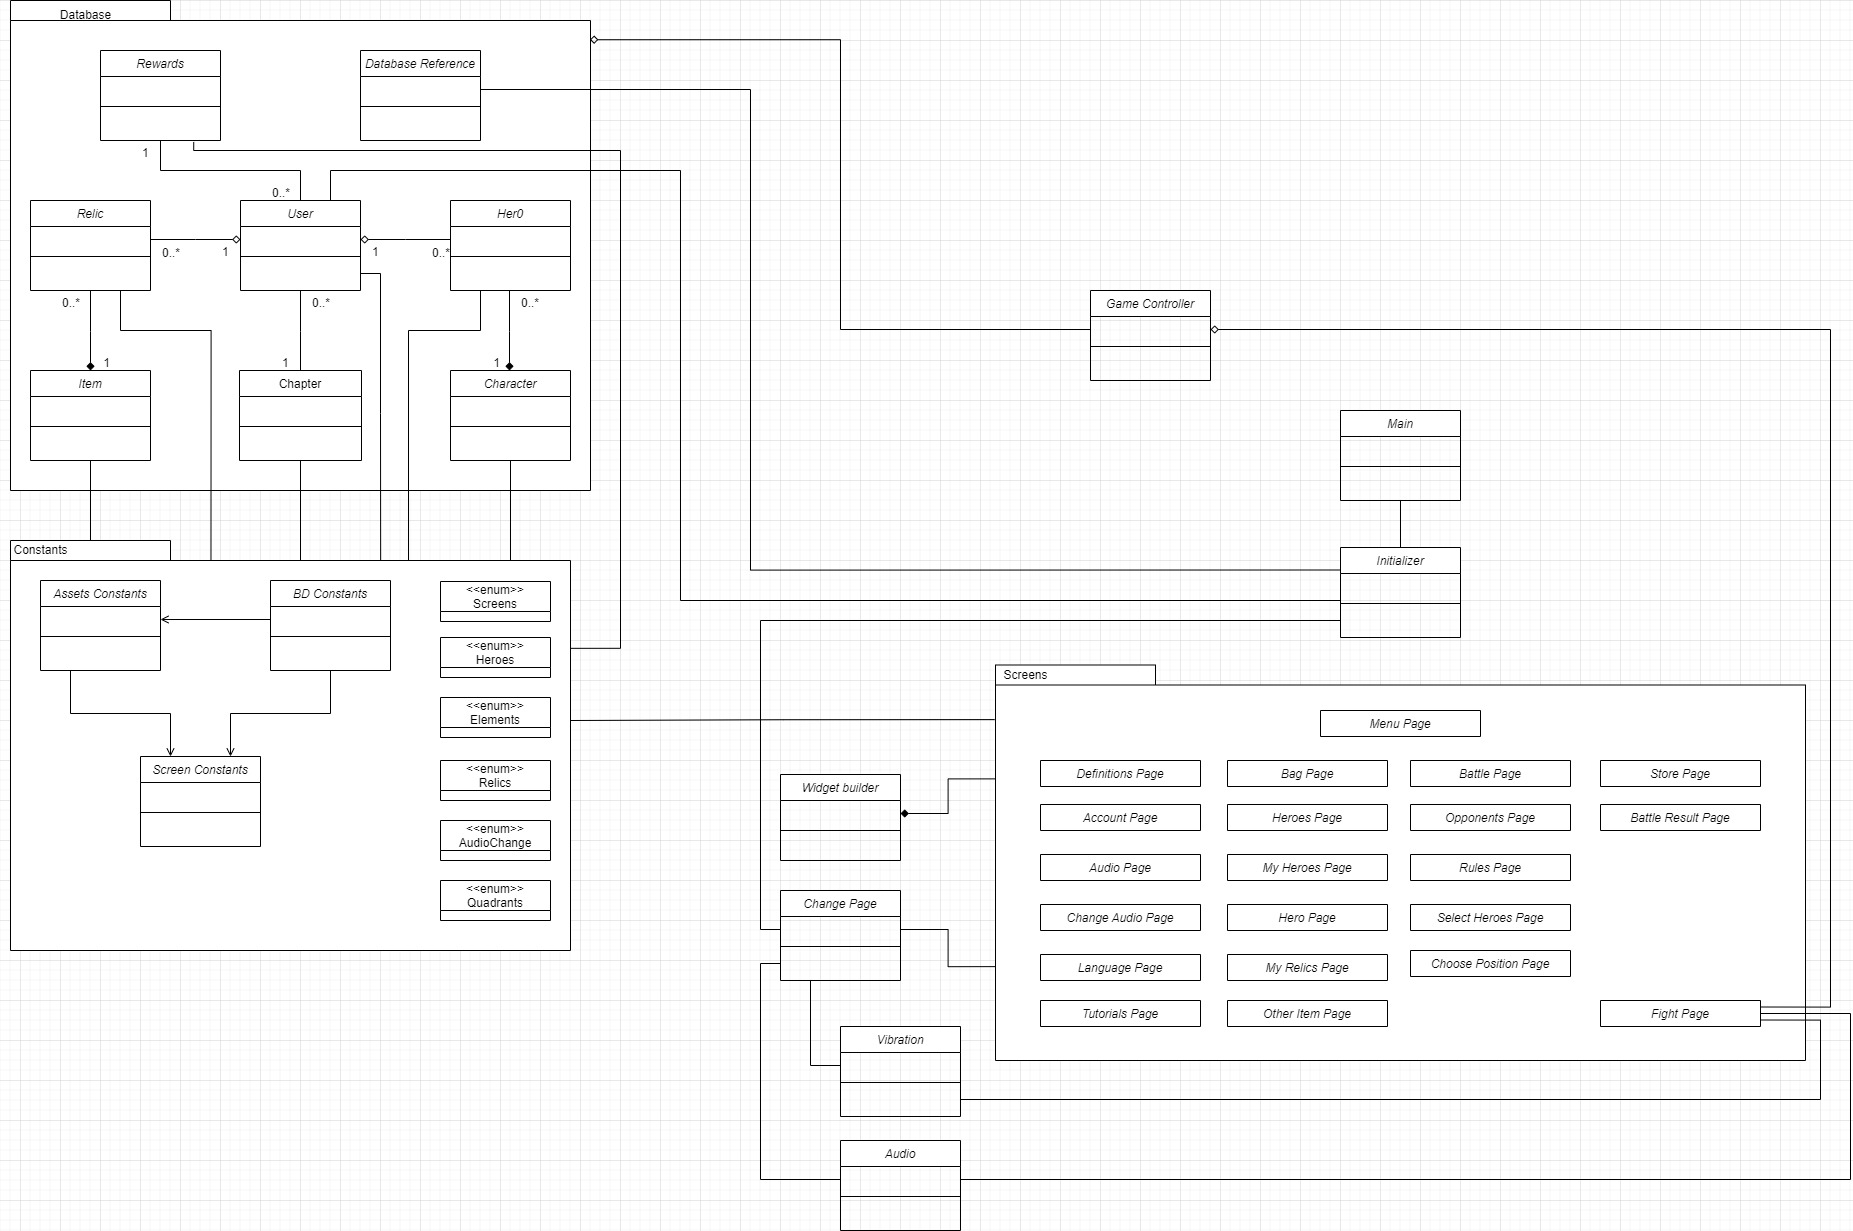 Database
Rewards
Database Reference
1
0..*
Relic
User
Her0
0..*
1
1
0..*
0..*
0..*
0..*
1
1
1
Item
Chapter
Character
Constants
Assets Constants
BD Constants
<<enum>>
Screens
<<enum>>
Heroes
<<enum>>
Elements
Screen Constants
<<enum>>
Relics
<<enum>>
AudioChange
<<enum>>
Quadrants
Game Controller
Main
Initializer
Screens
Menu Page
Definitions Page
Bag Page
Battle Page
Store Page
Account Page
Heroes Page
Opponents Page
Battle Result Page
Audio Page
My Heroes Page
Rules Page
Change Audio Page
Hero Page
Select Heroes Page
Language Page
My Relics Page
Choose Position Page
Tutorials Page
Other Item Page
Fight Page
Widget builder
Change Page
Vibration
Audio